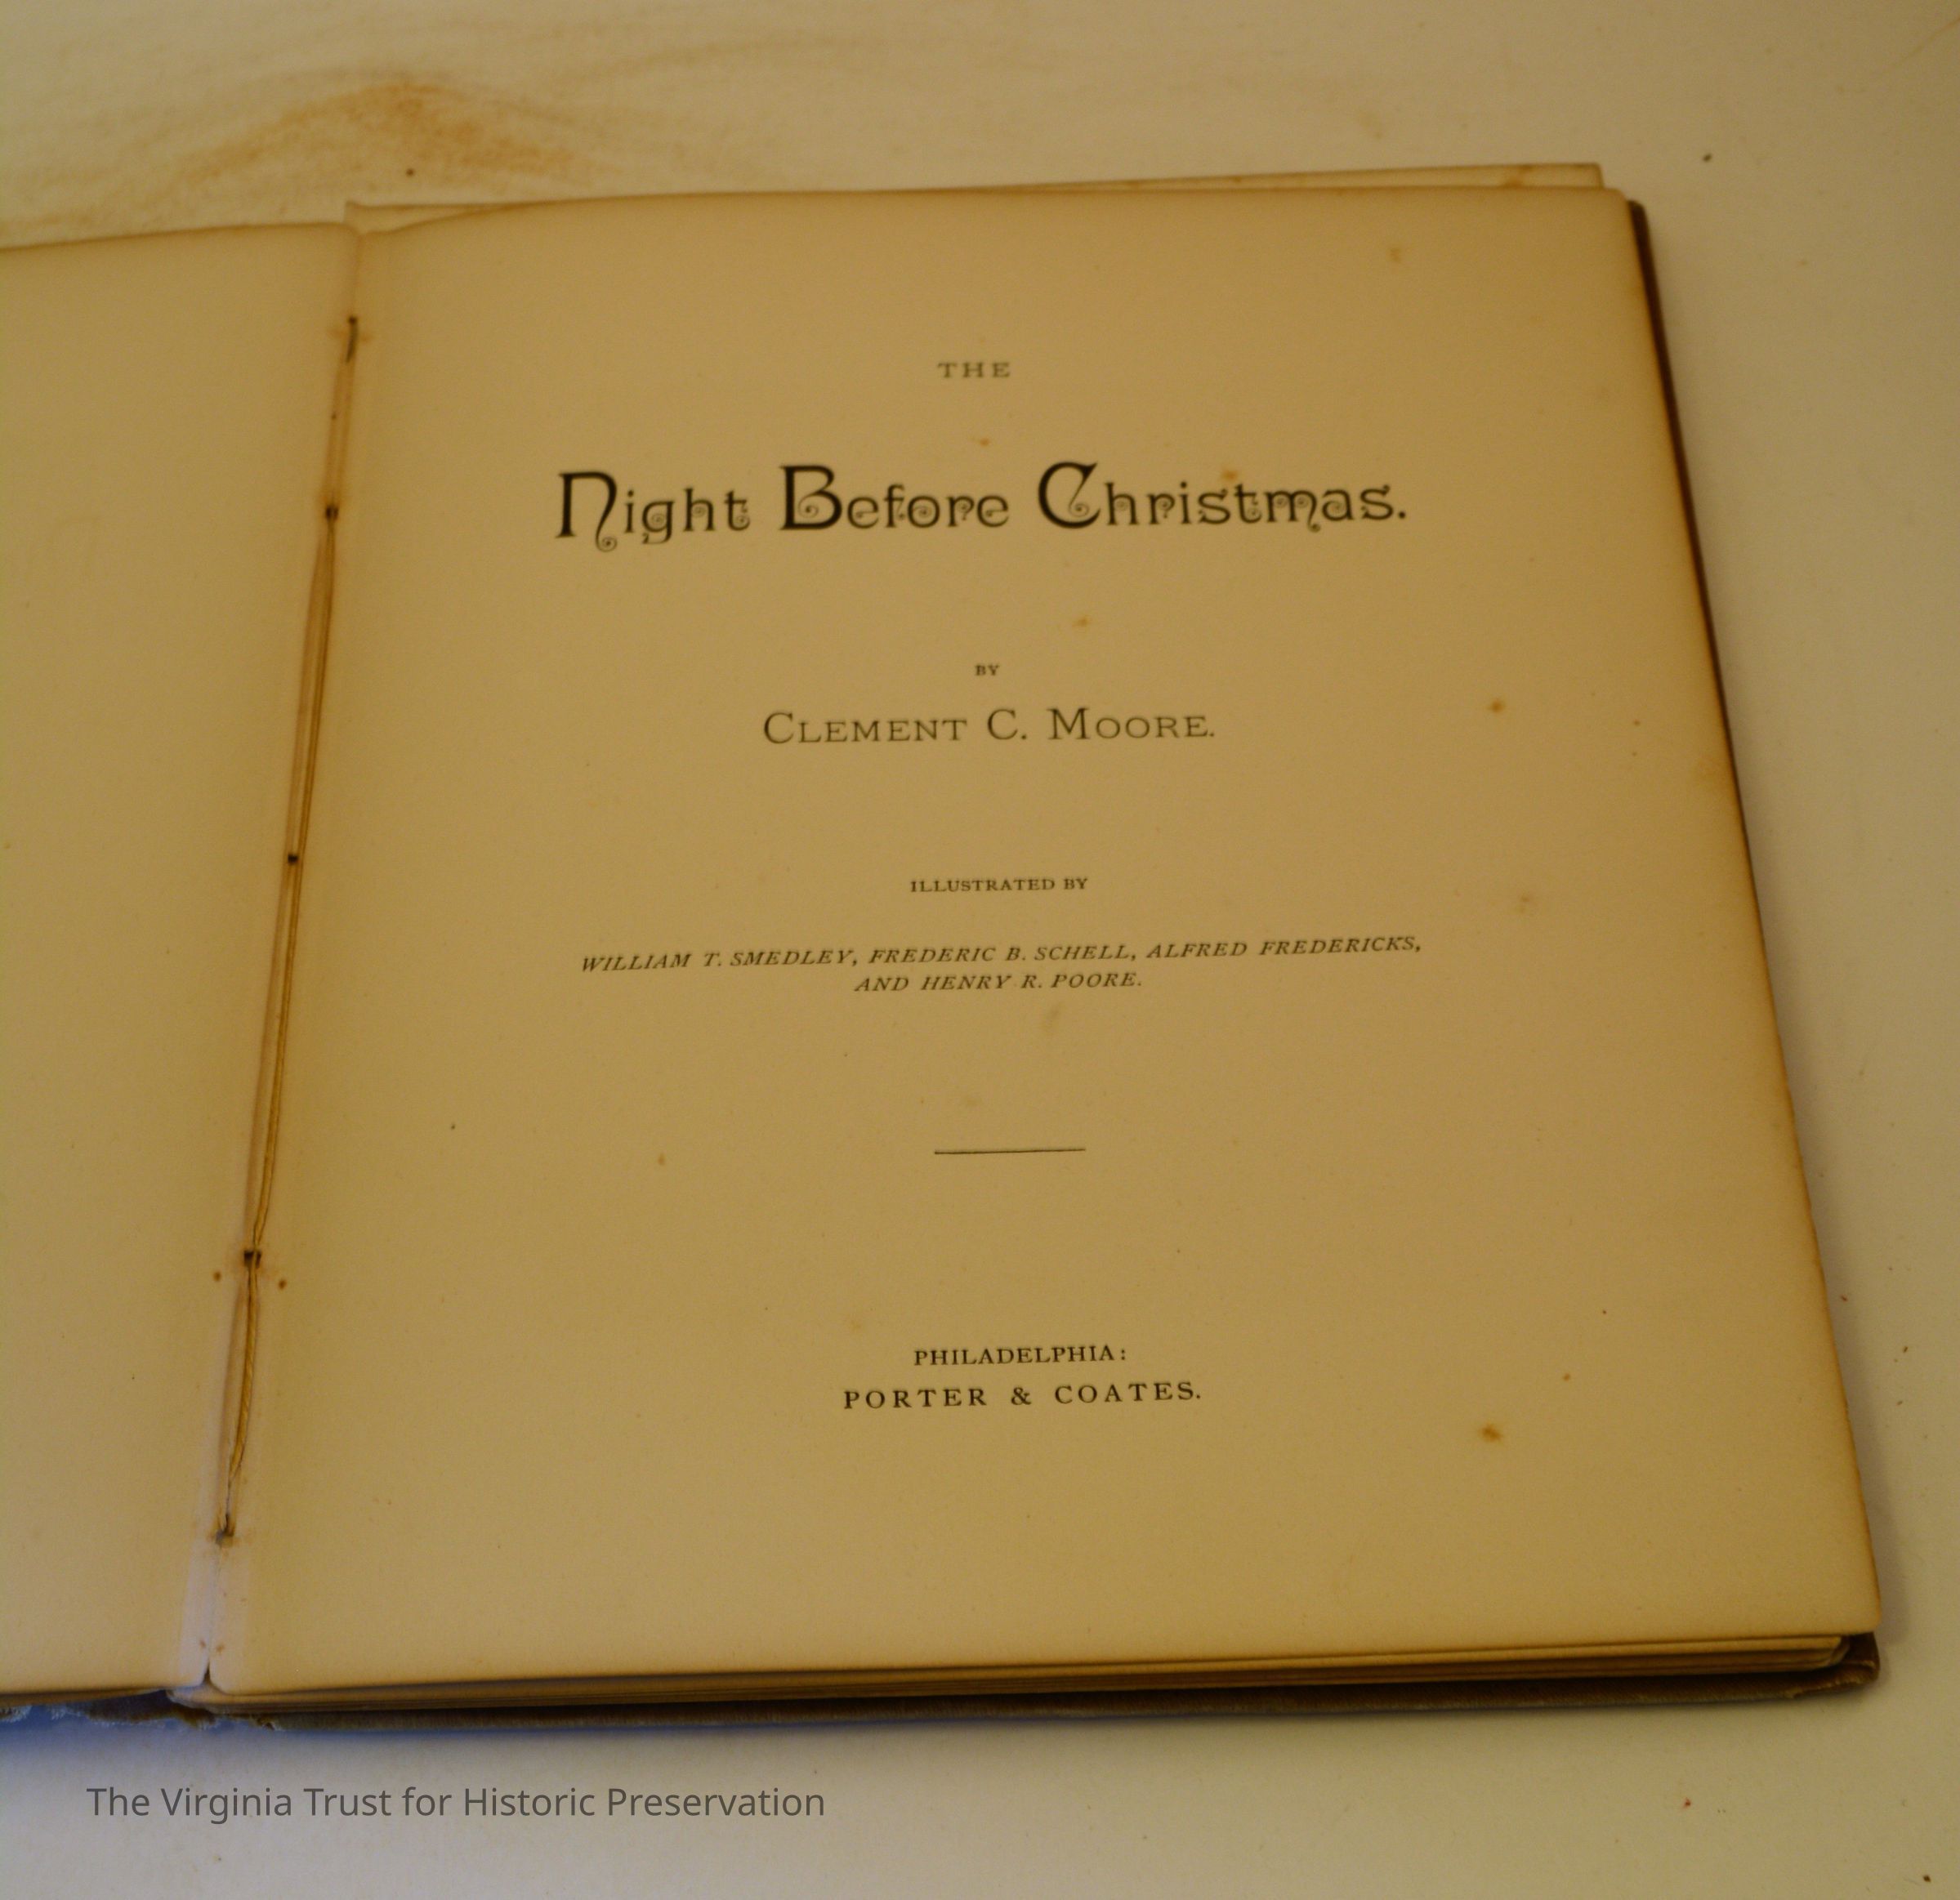 THE
Night Before Christmas.
BY
CLEMENT C. MOORE.
ILLUSTRATED BY
WILLIAM T. SMEDLEY, FREDERIC B. SCHELL, ALFRED FREDERICKS,
AND HENRY R. POORE.
PHILADELPHIA:
PORTER & COATES.
The Virginia Trust for Historic Preservation